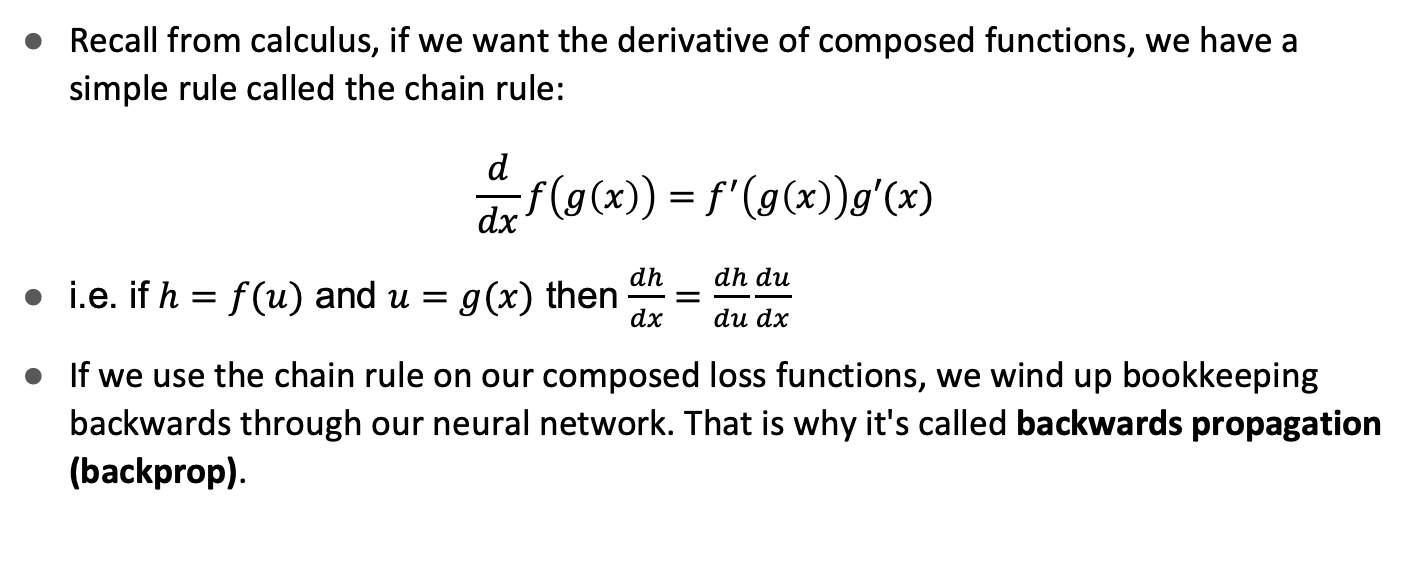 ● Recall from calculus, if we want the derivative of composed functions, we have a
simple rule called the chain rule:
d/dx f(g(x)) = f'(g(x))g'(x)
● i.e. if h = f(u) and u = g(x) then dh/dx = dh/du du/dx
● If we use the chain rule on our composed loss functions, we wind up bookkeeping
backwards through our neural network. That is why it's called backwards propagation
(backprop).